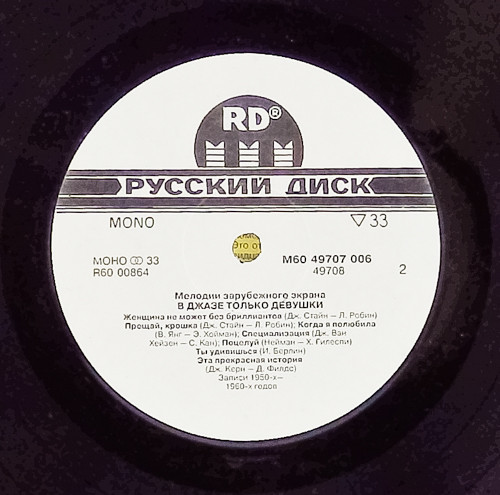 RD®
РУССКИЙ ДИСК
MONO ▽ 33
МОНО 33 М60 49707 006
R60 00864 49708 2
Это от
Мелодии зарубежного экрана
В ДЖАЗЕ ТОЛЬКО ДЕВУШКИ
Женщина не может без бриллиантов (Дж. Стайн – Л. Робин)
Прощай, крошка (Дж. Стайн – Л. Робин); Когда я полюбила
(В. Янг – Э. Хойман); Специализация (Дж. Ван
Хейзен – С. Кан); Поцелуй (Нейман – Х. Гилеспи)
Ты удивишься (И. Берлин)
Эта прекрасная история
(Дж. Керн – Д. Филдс)
Записи 1950-х–
1960-х годов